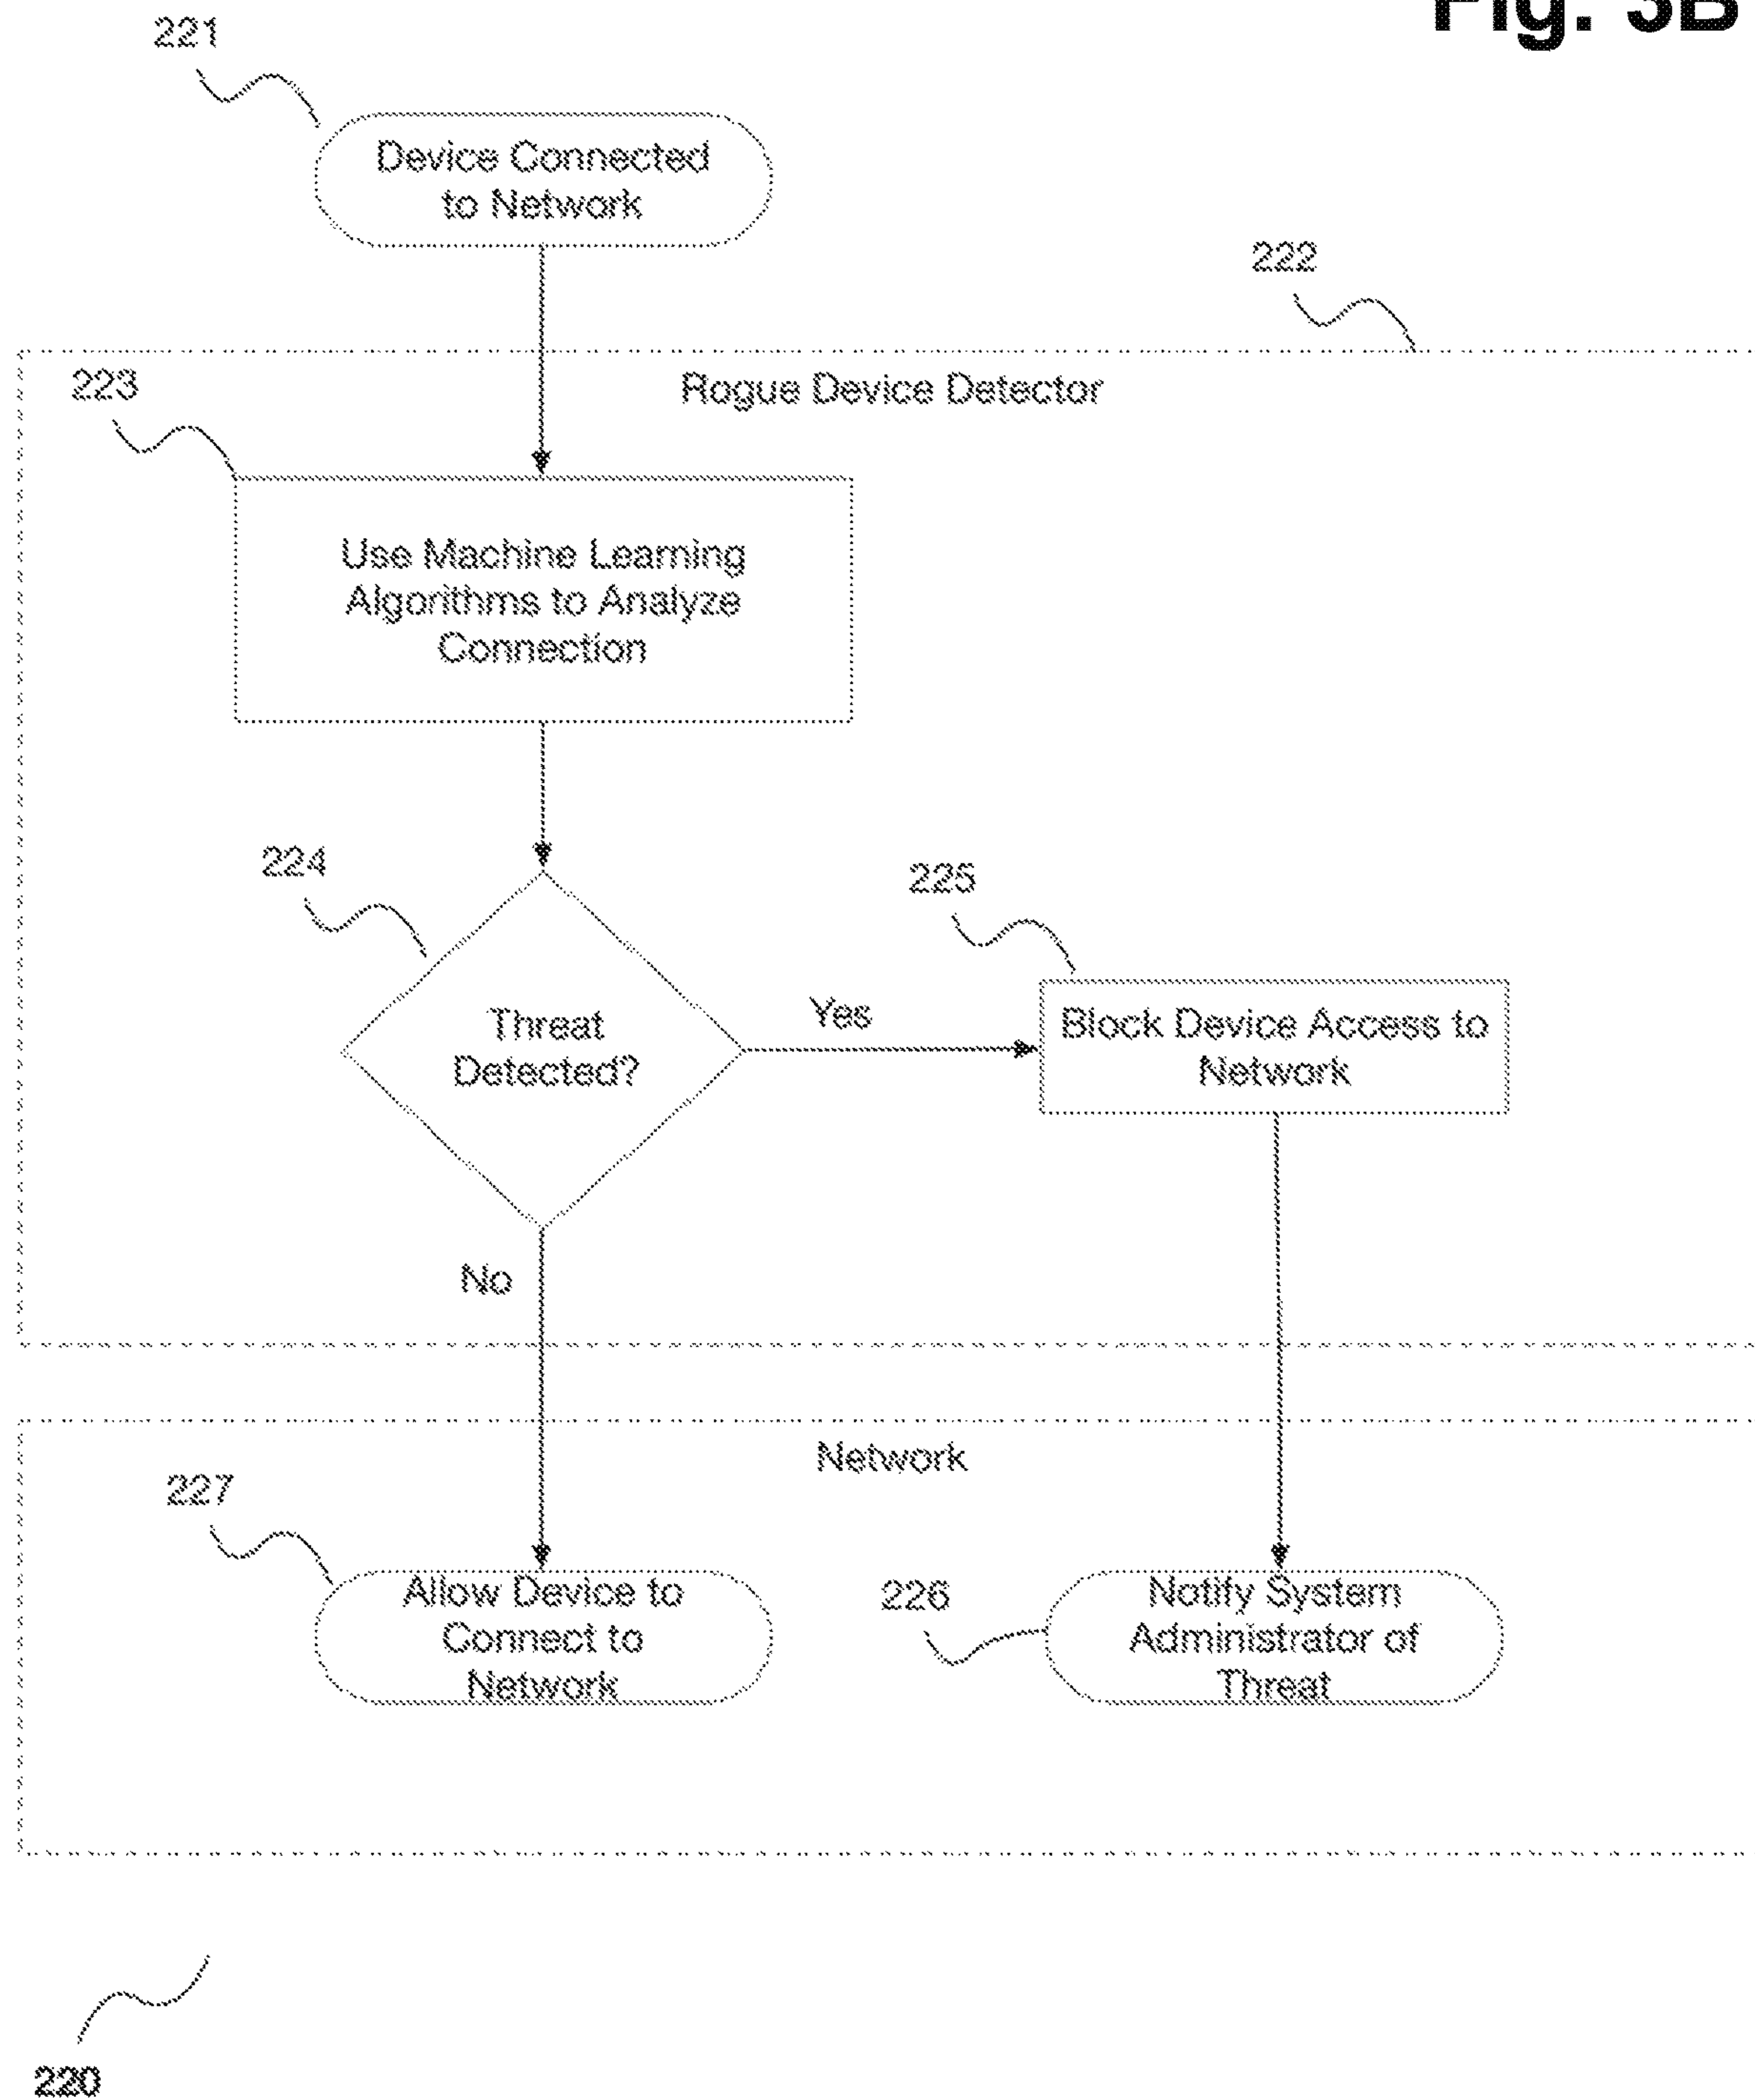 Fig. 3B
221
Device Connected
to Network
222
223
Rogue Device Detector
Use Machine Learning
Algorithms to Analyze
Connection
224
225
Threat
Detected?
Yes
Block Device Access to
Network
No
Network
227
Allow Device to
Connect to
Network
226
Notify System
Administrator of
Threat
220